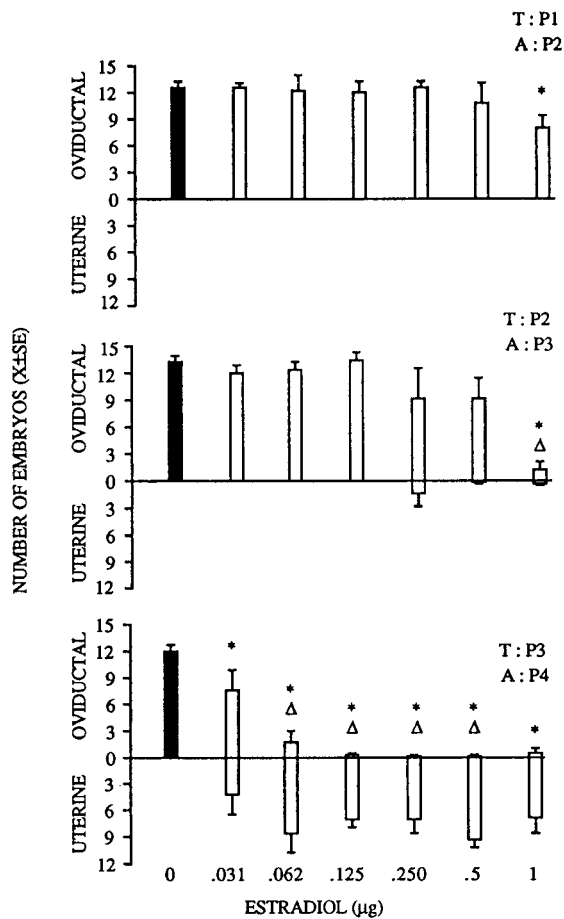 T : P1
A : P2
OVIDUCTAL
15
12
9
6
3
0
*
UTERINE
3
6
9
12
T : P2
A : P3
NUMBER OF EMBRYOS (X±SE)
OVIDUCTAL
15
12
9
6
3
0
*
Δ
UTERINE
3
6
9
12
T : P3
A : P4
OVIDUCTAL
15
12
9
6
3
0
* * * * * *
Δ Δ Δ Δ
UTERINE
3
6
9
12
0 .031 .062 .125 .250 .5 1
ESTRADIOL (μg)